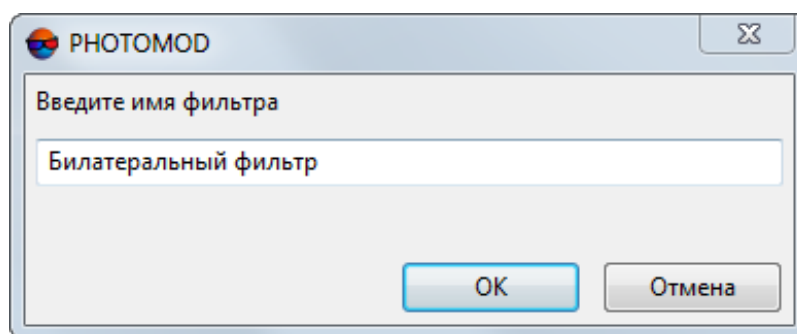 PHOTOMOD
Введите имя фильтра
Билатеральный фильтр
OK
Отмена